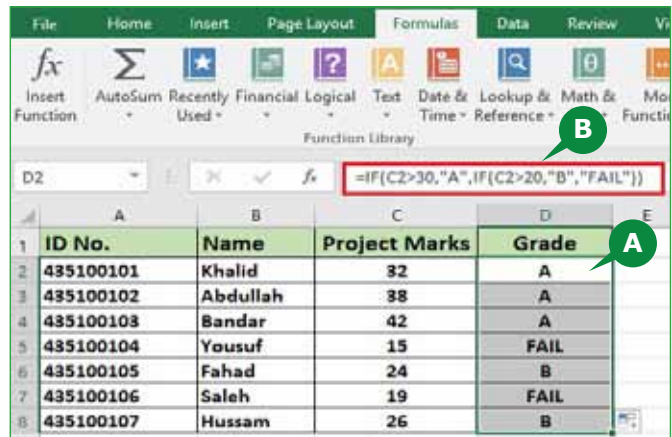 File Home Insert Page Layout Formulas Data Review
Insert Function AutoSum Recently Used Financial Logical Text Date & Time Lookup & Reference Math &
Function Library
B
D2 fx =IF(C2>30,"A",IF(C2>20,"B","FAIL"))
A B C D E
1 ID No. Name Project Marks Grade A
2 435100101 Khalid 32 A
3 435100102 Abdullah 38 A
4 435100103 Bandar 42 A
5 435100104 Yousuf 15 FAIL
6 435100105 Fahad 24 B
7 435100106 Saleh 19 FAIL
8 435100107 Hussam 26 B